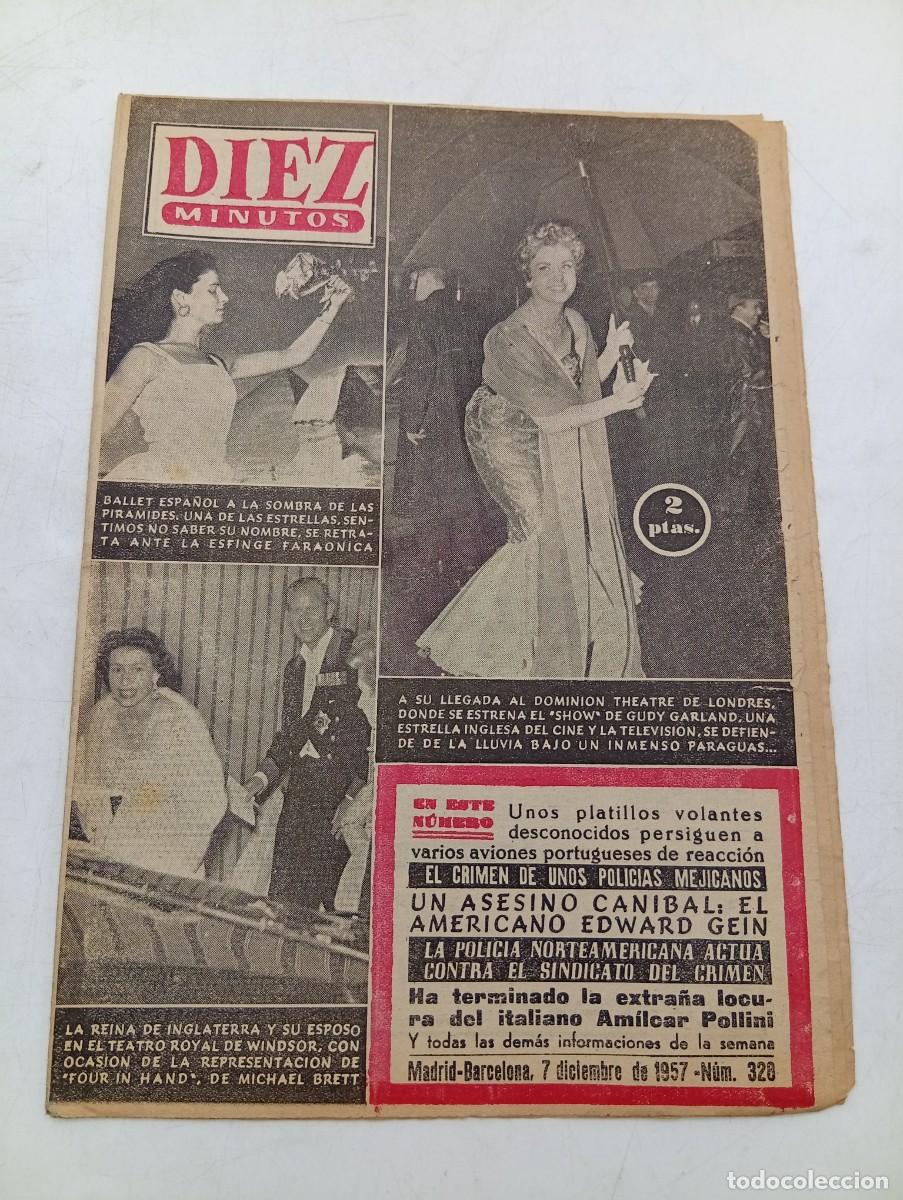 DIEZ
MINUTOS
BALLET ESPAÑOL A LA SOMBRA DE LAS
PIRAMIDES. UNA DE LAS ESTRELLAS, SEN-
TIMOS NO SABER SU NOMBRE, SE RETRA-
TA ANTE LA ESFINGE FARAONICA
2
ptas.
A SU LLEGADA AL DOMINION THEATRE DE LONDRES,
DONDE SE ESTRENA EL "SHOW" DE GUDY GARLAND, UNA
ESTRELLA INGLESA DEL CINE Y LA TELEVISIÓN, SE DEFIEN-
DE DE LA LLUVIA BAJO UN INMENSO PARAGUAS...
LA REINA DE INGLATERRA Y SU ESPOSO
EN EL TEATRO ROYAL DE WINDSOR, CON
OCASION DE LA REPRESENTACION DE
"FOUR IN HAND", DE MICHAEL BRETT
EN ESTE
NÚMERO
Unos platillos volantes
desconocidos persiguen a
varios aviones portugueses de reacción
EL CRIMEN DE UNOS POLICIAS MEJICANOS
UN ASESINO CANIBAL: EL
AMERICANO EDWARD GEIN
LA POLICIA NORTEAMERICANA ACTUA
CONTRA EL SINDICATO DEL CRIMEN
Ha terminado la extraña locu-
ra del italiano Amílcar Pollini
Y todas las demás informaciones de la semana
Madrid-Barcelona, 7 diciembre de 1957 - Núm. 328
todocoleccion